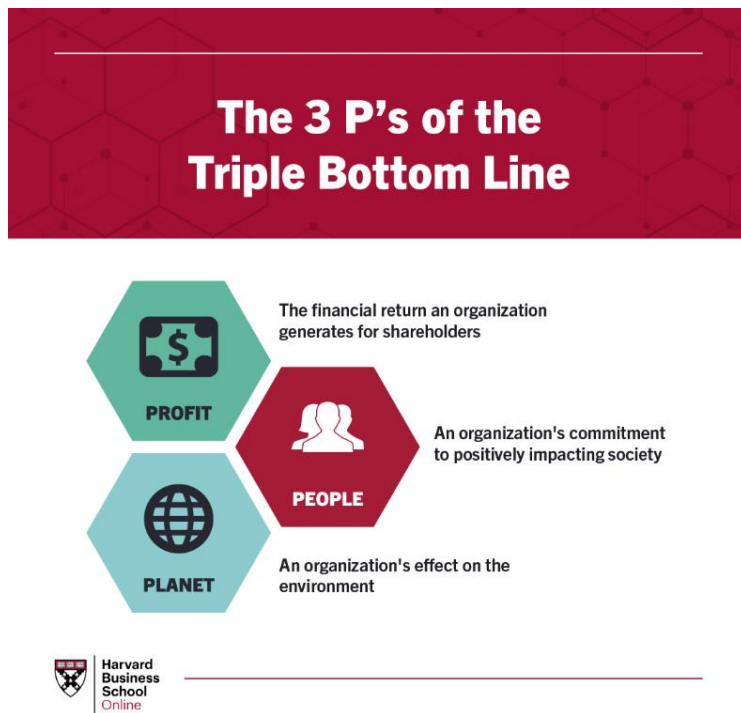 The 3 P's of the
Triple Bottom Line
The financial return an organization
generates for shareholders
$
PROFIT
An organization's commitment
to positively impacting society
PEOPLE
An organization's effect on the
environment
PLANET
Harvard
Business
School
Online